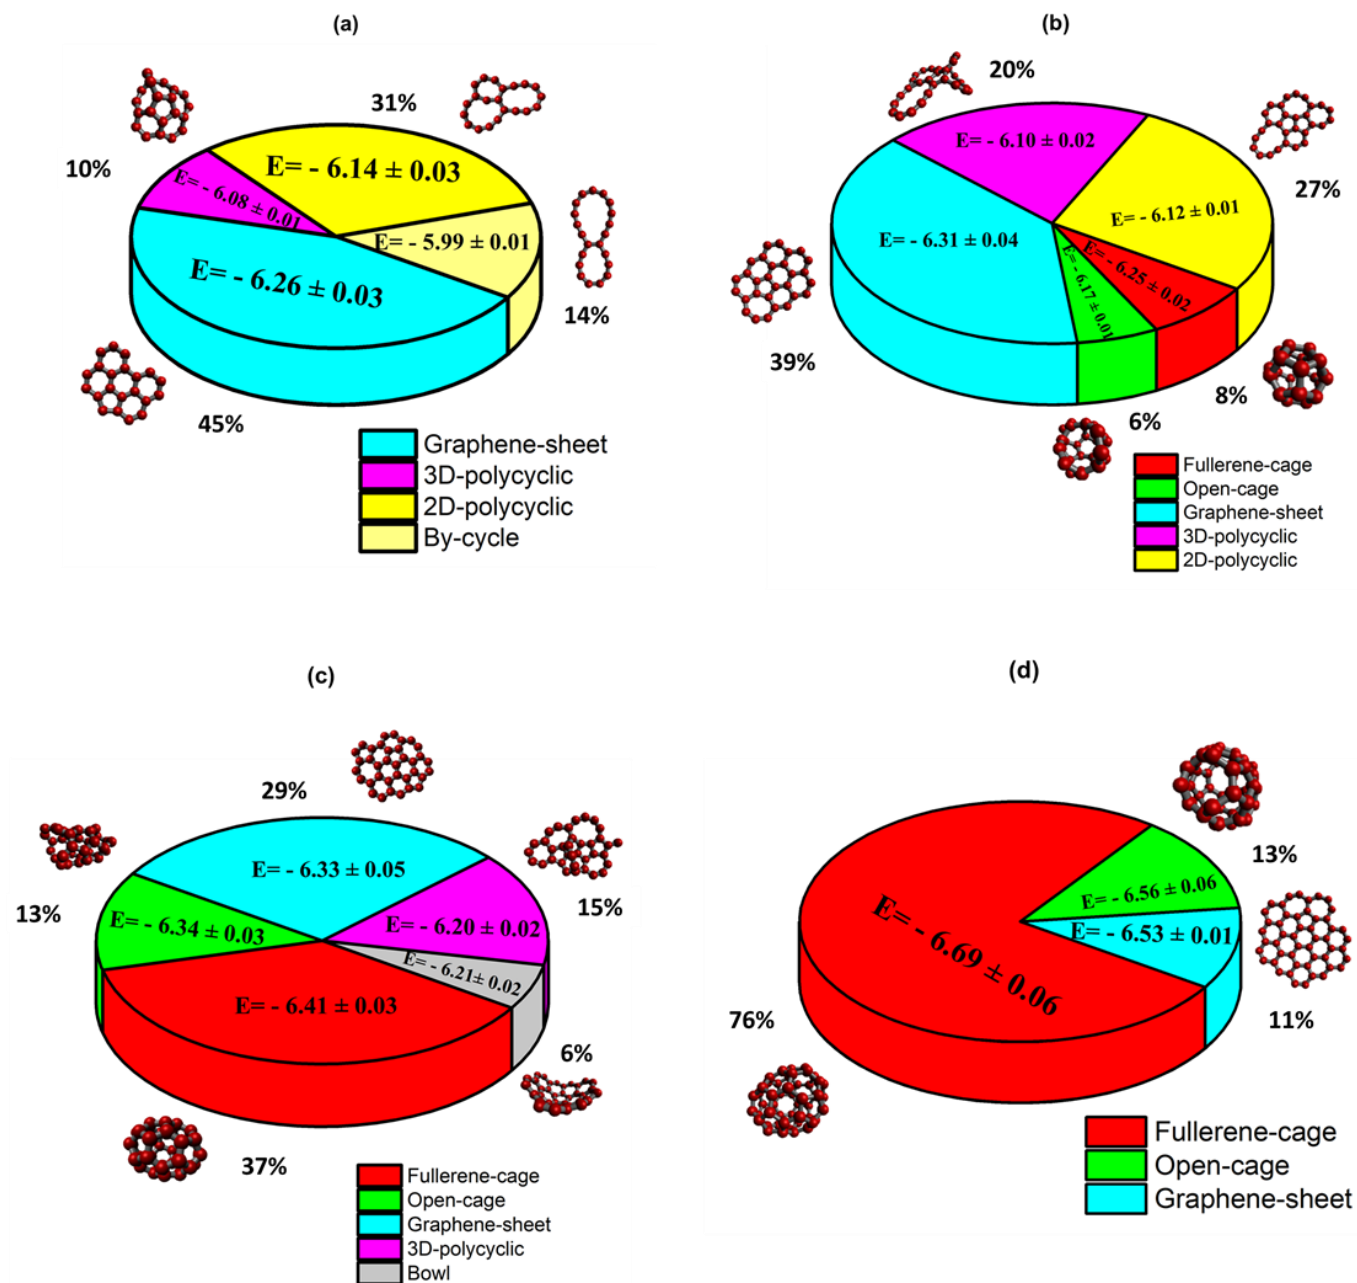 (a)
31%
10%
E= - 6.14 ± 0.03
E= - 6.08 ± 0.01
E= - 5.99 ± 0.01
E= - 6.26 ± 0.03
14%
45%
Graphene-sheet
3D-polycyclic
2D-polycyclic
By-cycle
(b)
20%
E= - 6.10 ± 0.02
27%
E= - 6.12 ± 0.01
E= - 6.31 ± 0.04
E= - 6.25 ± 0.02
E= - 6.17 ± 0.01
39%
8%
6%
Fullerene-cage
Open-cage
Graphene-sheet
3D-polycyclic
2D-polycyclic
(c)
29%
E= - 6.33 ± 0.05
13%
15%
E= - 6.34 ± 0.03
E= - 6.20 ± 0.02
E= - 6.21± 0.02
E= - 6.41 ± 0.03
6%
37%
Fullerene-cage
Open-cage
Graphene-sheet
3D-polycyclic
Bowl
(d)
13%
E= - 6.56 ± 0.06
E= - 6.69 ± 0.06
E= - 6.53 ± 0.01
76%
11%
Fullerene-cage
Open-cage
Graphene-sheet